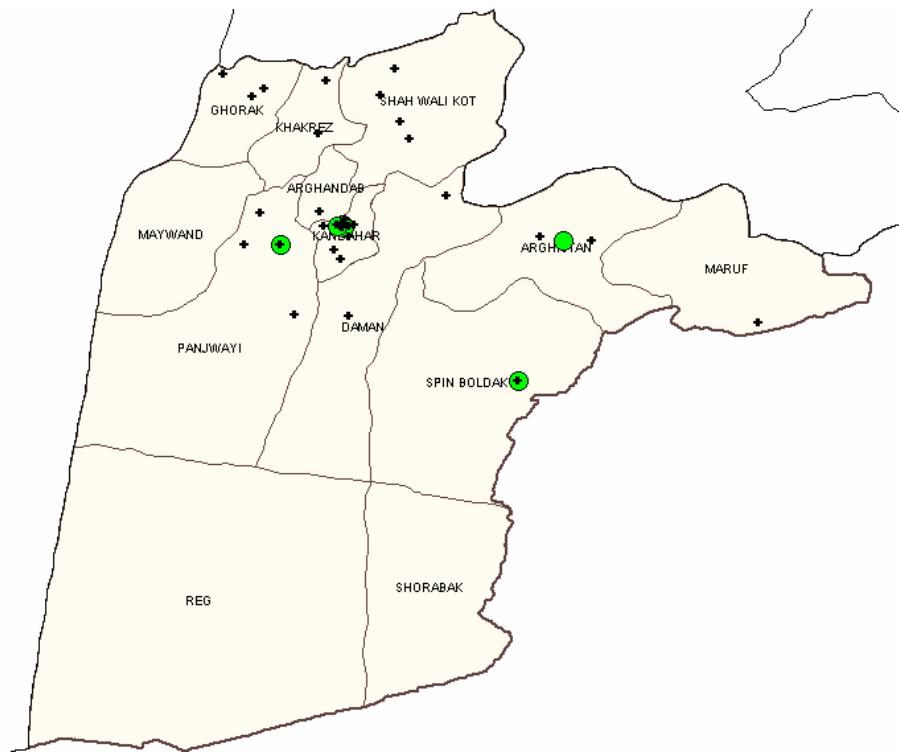 SHAH WALI KOT
GHORAK
KHAKREZ
ARGHANDAB
MAYWAND
KANDAHAR
ARGHISTAN
MARUF
DAMAN
PANJWAYI
SPIN BOLDAK
SHORABAK
REG